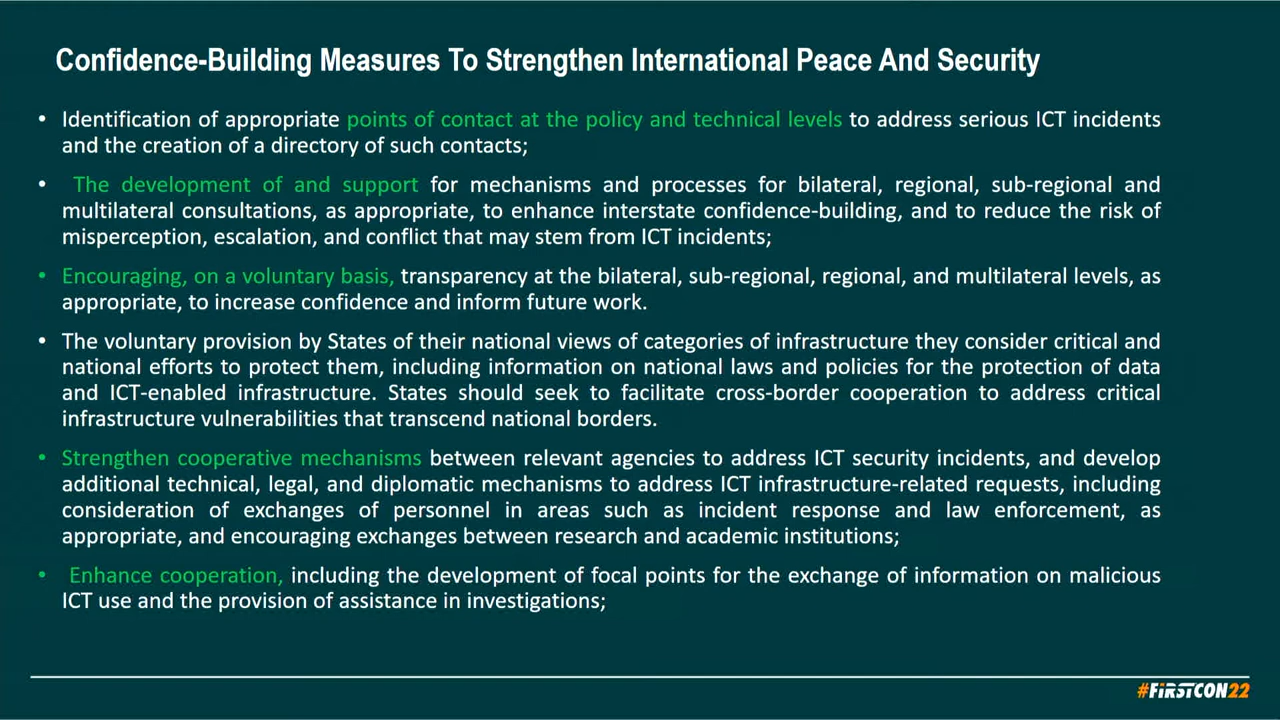 Confidence-Building Measures To Strengthen International Peace And Security
• Identification of appropriate points of contact at the policy and technical levels to address serious ICT incidents
and the creation of a directory of such contacts;
• The development of and support for mechanisms and processes for bilateral, regional, sub-regional and
multilateral consultations, as appropriate, to enhance interstate confidence-building, and to reduce the risk of
misperception, escalation, and conflict that may stem from ICT incidents;
• Encouraging, on a voluntary basis, transparency at the bilateral, sub-regional, regional, and multilateral levels, as
appropriate, to increase confidence and inform future work.
• The voluntary provision by States of their national views of categories of infrastructure they consider critical and
national efforts to protect them, including information on national laws and policies for the protection of data
and ICT-enabled infrastructure. States should seek to facilitate cross-border cooperation to address critical
infrastructure vulnerabilities that transcend national borders.
• Strengthen cooperative mechanisms between relevant agencies to address ICT security incidents, and develop
additional technical, legal, and diplomatic mechanisms to address ICT infrastructure-related requests, including
consideration of exchanges of personnel in areas such as incident response and law enforcement, as
appropriate, and encouraging exchanges between research and academic institutions;
• Enhance cooperation, including the development of focal points for the exchange of information on malicious
ICT use and the provision of assistance in investigations;
#FiRSTCON22